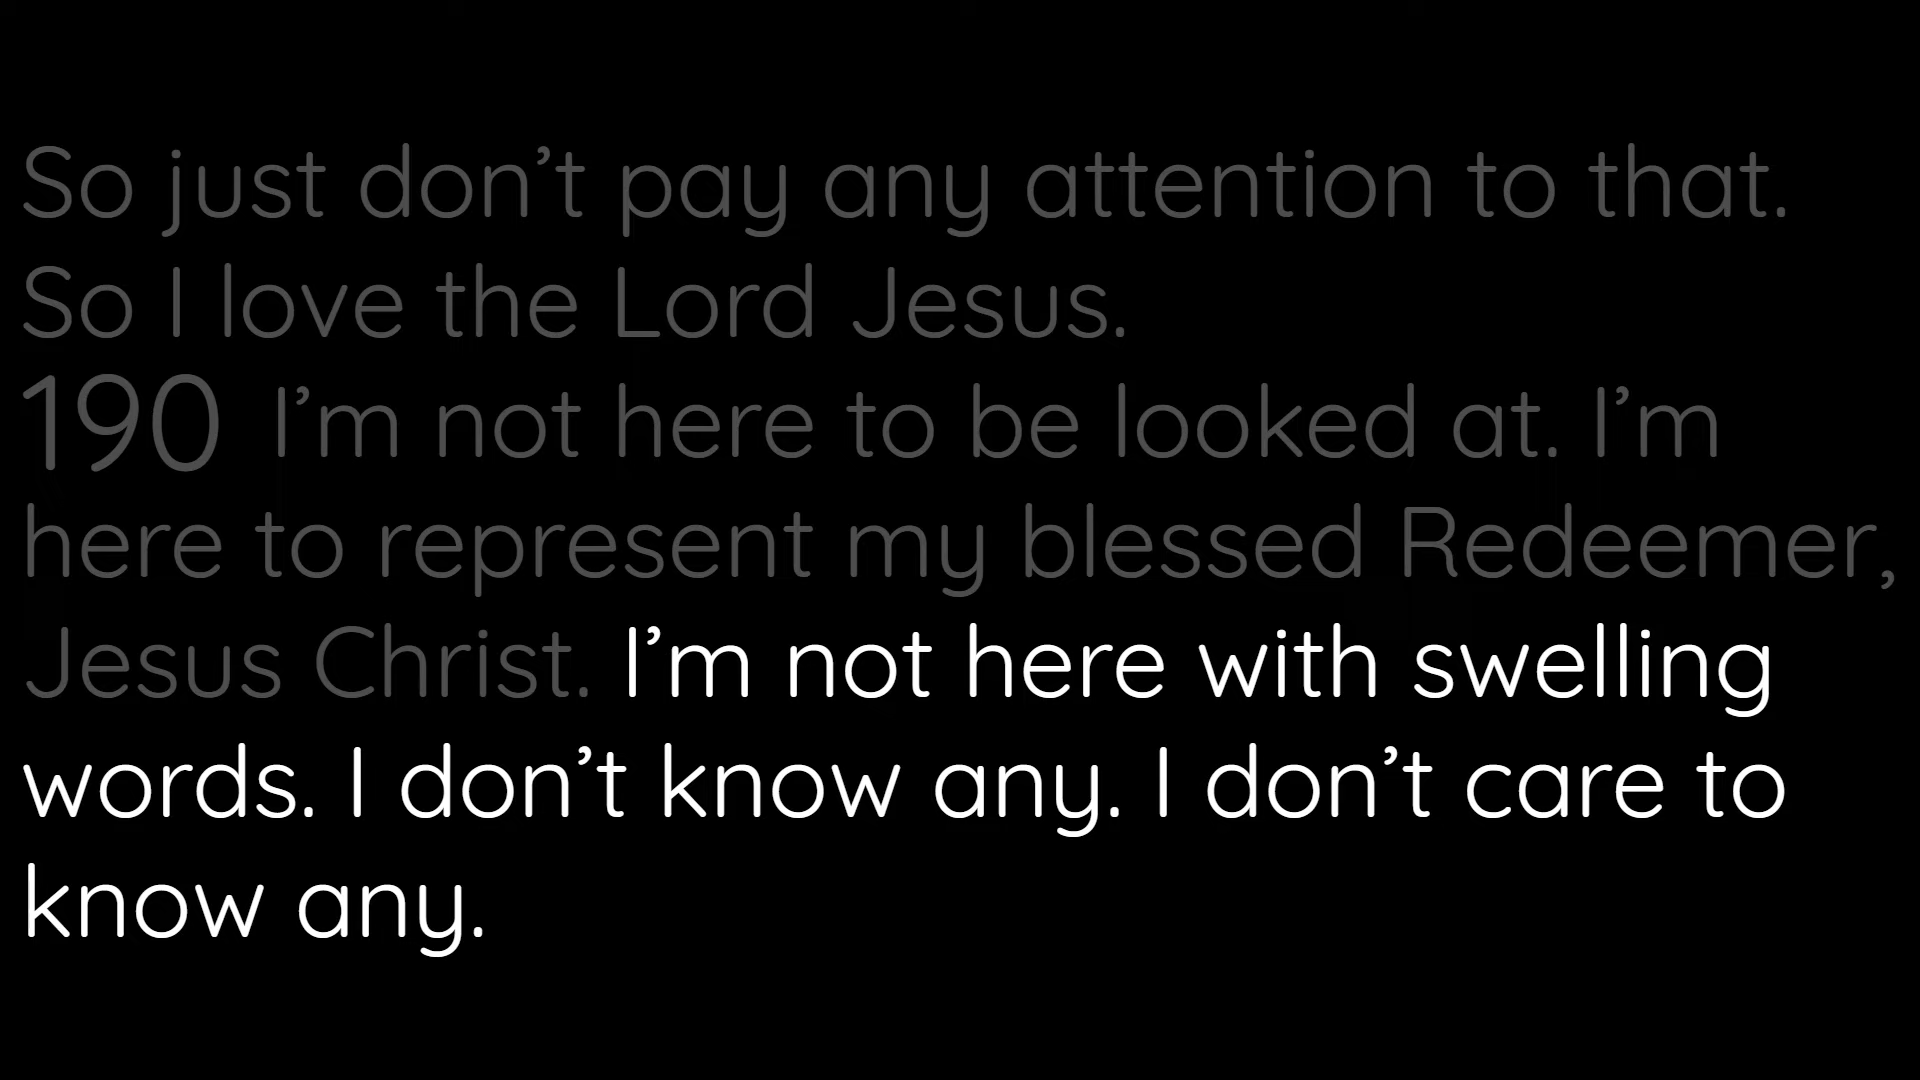 So just don’t pay any attention to that.
So I love the Lord Jesus.
190 I’m not here to be looked at. I’m
here to represent my blessed Redeemer,
Jesus Christ. I’m not here with swelling
words. I don’t know any. I don’t care to
know any.